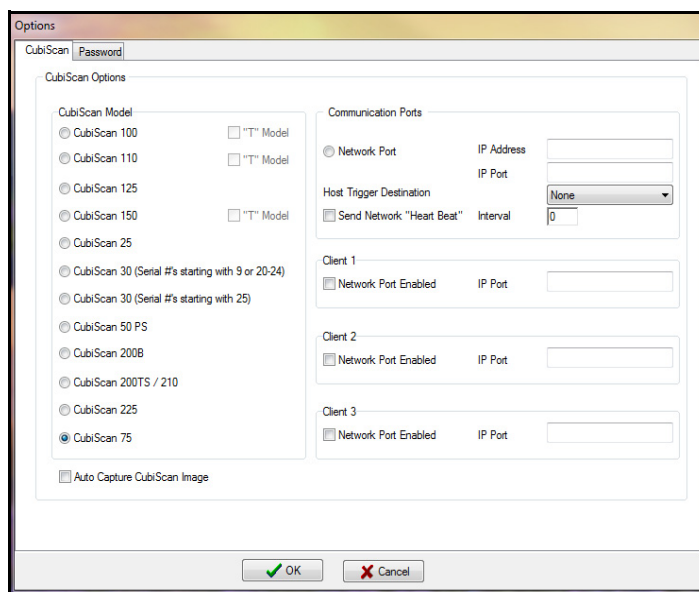 Options
CubiScan Password
CubiScan Options
CubiScan Model
CubiScan 100 "T" Model
CubiScan 110 "T" Model
CubiScan 125
CubiScan 150 "T" Model
CubiScan 25
CubiScan 30 (Serial #'s starting with 9 or 20-24)
CubiScan 30 (Serial #'s starting with 25)
CubiScan 50 PS
CubiScan 200B
CubiScan 200TS / 210
CubiScan 225
CubiScan 75
Auto Capture CubiScan Image
Communication Ports
Network Port IP Address
IP Port
Host Trigger Destination None
Send Network "Heart Beat" Interval 0
Client 1
Network Port Enabled IP Port
Client 2
Network Port Enabled IP Port
Client 3
Network Port Enabled IP Port
OK Cancel